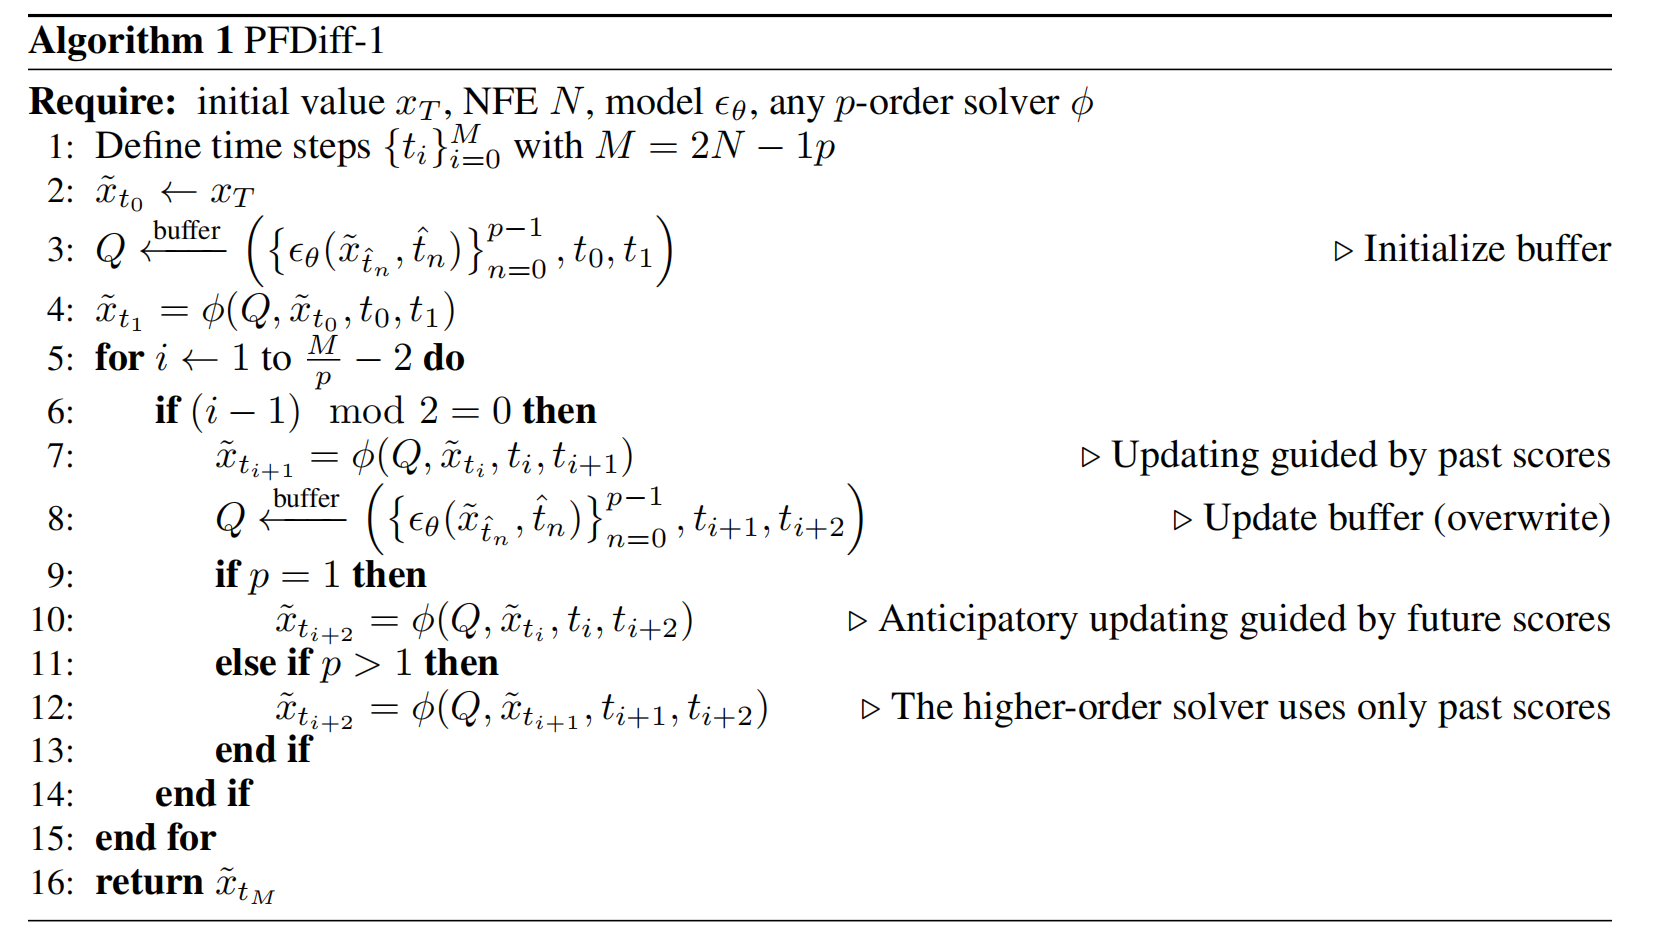 Algorithm 1 PFDiff-1
Require: initial value $x_T$, NFE $N$, model $\epsilon_\theta$, any $p$-order solver $\phi$
1: Define time steps $\{t_i\}_{i=0}^{M}$ with $M = 2N - 1p$
2: $\tilde{x}_{t_0} \leftarrow x_T$
3: $Q \xleftarrow{\text{buffer}} \left(\left\{\epsilon_\theta(\tilde{x}_{\hat{t}_n}, \hat{t}_n)\right\}_{n=0}^{p-1}, t_0, t_1\right)$ ▷ Initialize buffer
4: $\tilde{x}_{t_1} = \phi(Q, \tilde{x}_{t_0}, t_0, t_1)$
5: for $i \leftarrow 1$ to $\frac{M}{p} - 2$ do
6: if $(i - 1) \mod 2 = 0$ then
7: $\tilde{x}_{t_{i+1}} = \phi(Q, \tilde{x}_{t_i}, t_i, t_{i+1})$ ▷ Updating guided by past scores
8: $Q \xleftarrow{\text{buffer}} \left(\left\{\epsilon_\theta(\tilde{x}_{\hat{t}_n}, \hat{t}_n)\right\}_{n=0}^{p-1}, t_{i+1}, t_{i+2}\right)$ ▷ Update buffer (overwrite)
9: if $p = 1$ then
10: $\tilde{x}_{t_{i+2}} = \phi(Q, \tilde{x}_{t_i}, t_i, t_{i+2})$ ▷ Anticipatory updating guided by future scores
11: else if $p > 1$ then
12: $\tilde{x}_{t_{i+2}} = \phi(Q, \tilde{x}_{t_{i+1}}, t_{i+1}, t_{i+2})$ ▷ The higher-order solver uses only past scores
13: end if
14: end if
15: end for
16: return $\tilde{x}_{t_M}$